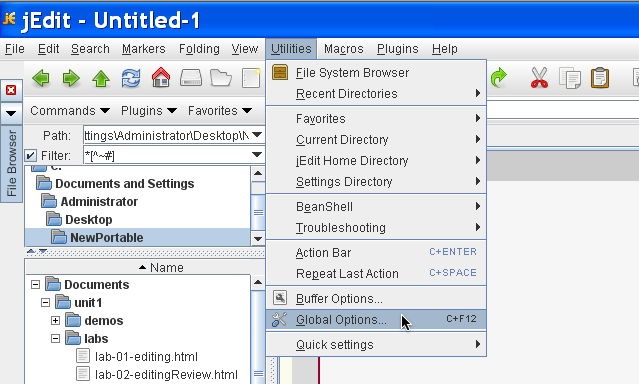 jEdit - Untitled-1
File Edit Search Markers Folding View Utilities Macros Plugins Help
File System Browser
Recent Directories
Favorites
Current Directory
jEdit Home Directory
Settings Directory
BeanShell
Troubleshooting
Action Bar C+ENTER
Repeat Last Action C+SPACE
Buffer Options...
Global Options... C+F12
Quick settings
File Browser
Commands Plugins Favorites
Path: ttings\Administrator\Desktop\N
Filter: *[^~#]
C:
Documents and Settings
Administrator
Desktop
NewPortable
Name
Documents
unit1
demos
labs
lab-01-editing.html
lab-02-editingReview.html